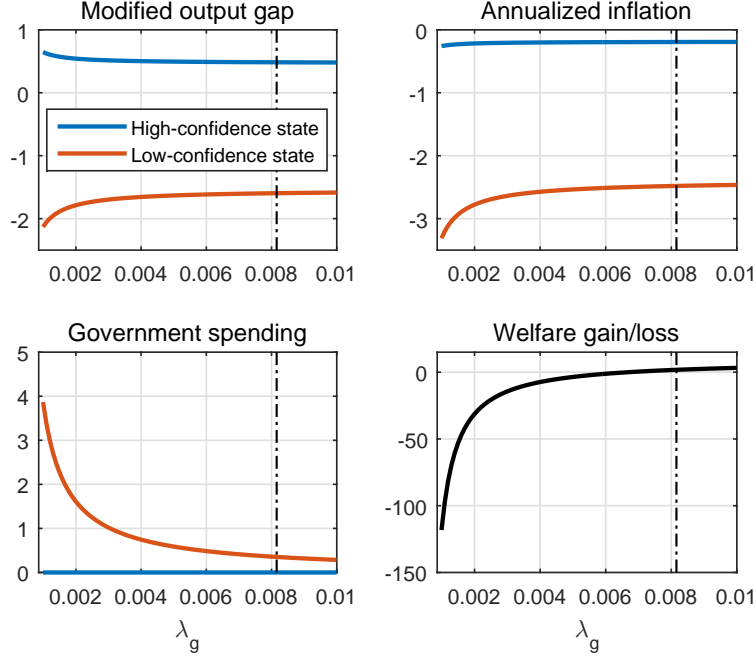 Modified output gap
1
0
-1
-2
High-confidence state
Low-confidence state
0.002 0.004 0.006 0.008 0.01
Annualized inflation
0
-1
-2
-3
0.002 0.004 0.006 0.008 0.01
Government spending
5
4
3
2
1
0
0.002 0.004 0.006 0.008 0.01
λg
Welfare gain/loss
0
-50
-100
-150
0.002 0.004 0.006 0.008 0.01
λg